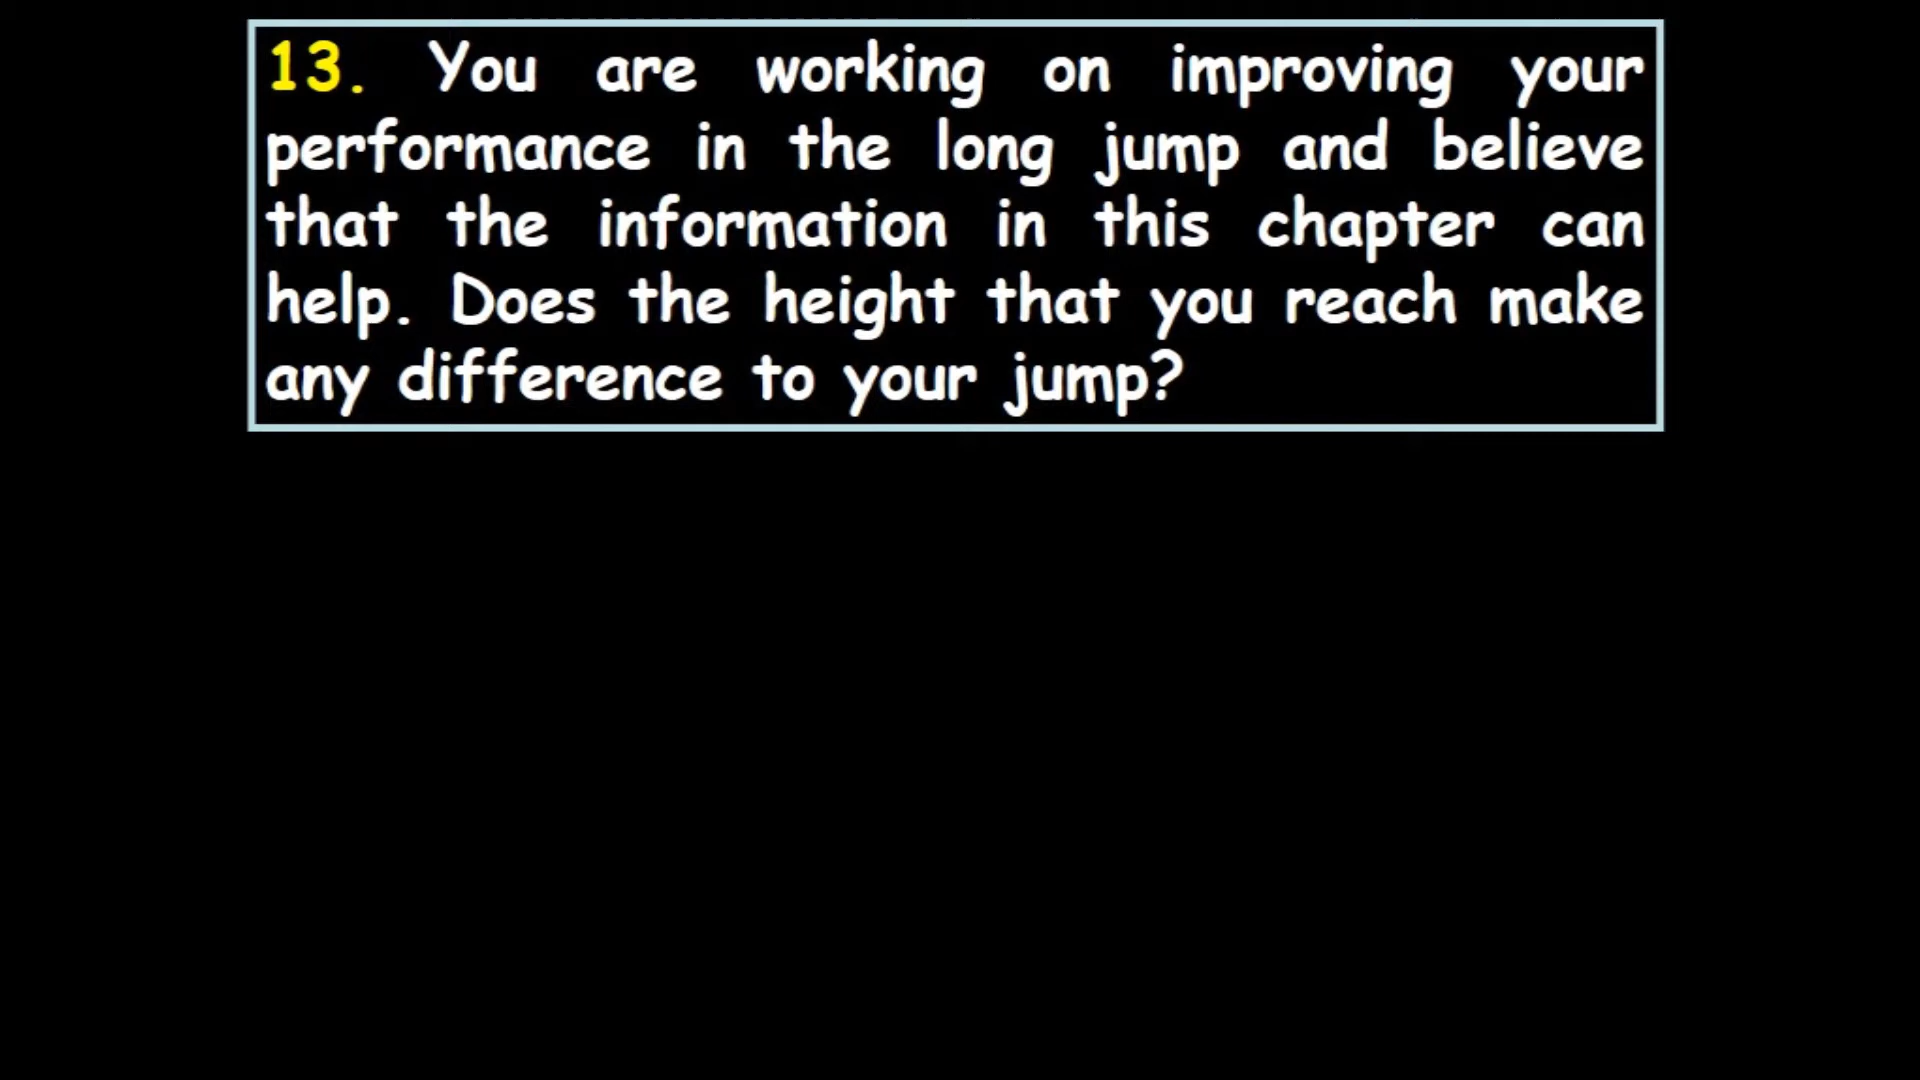 13. You are working on improving your
performance in the long jump and believe
that the information in this chapter can
help. Does the height that you reach make
any difference to your jump?